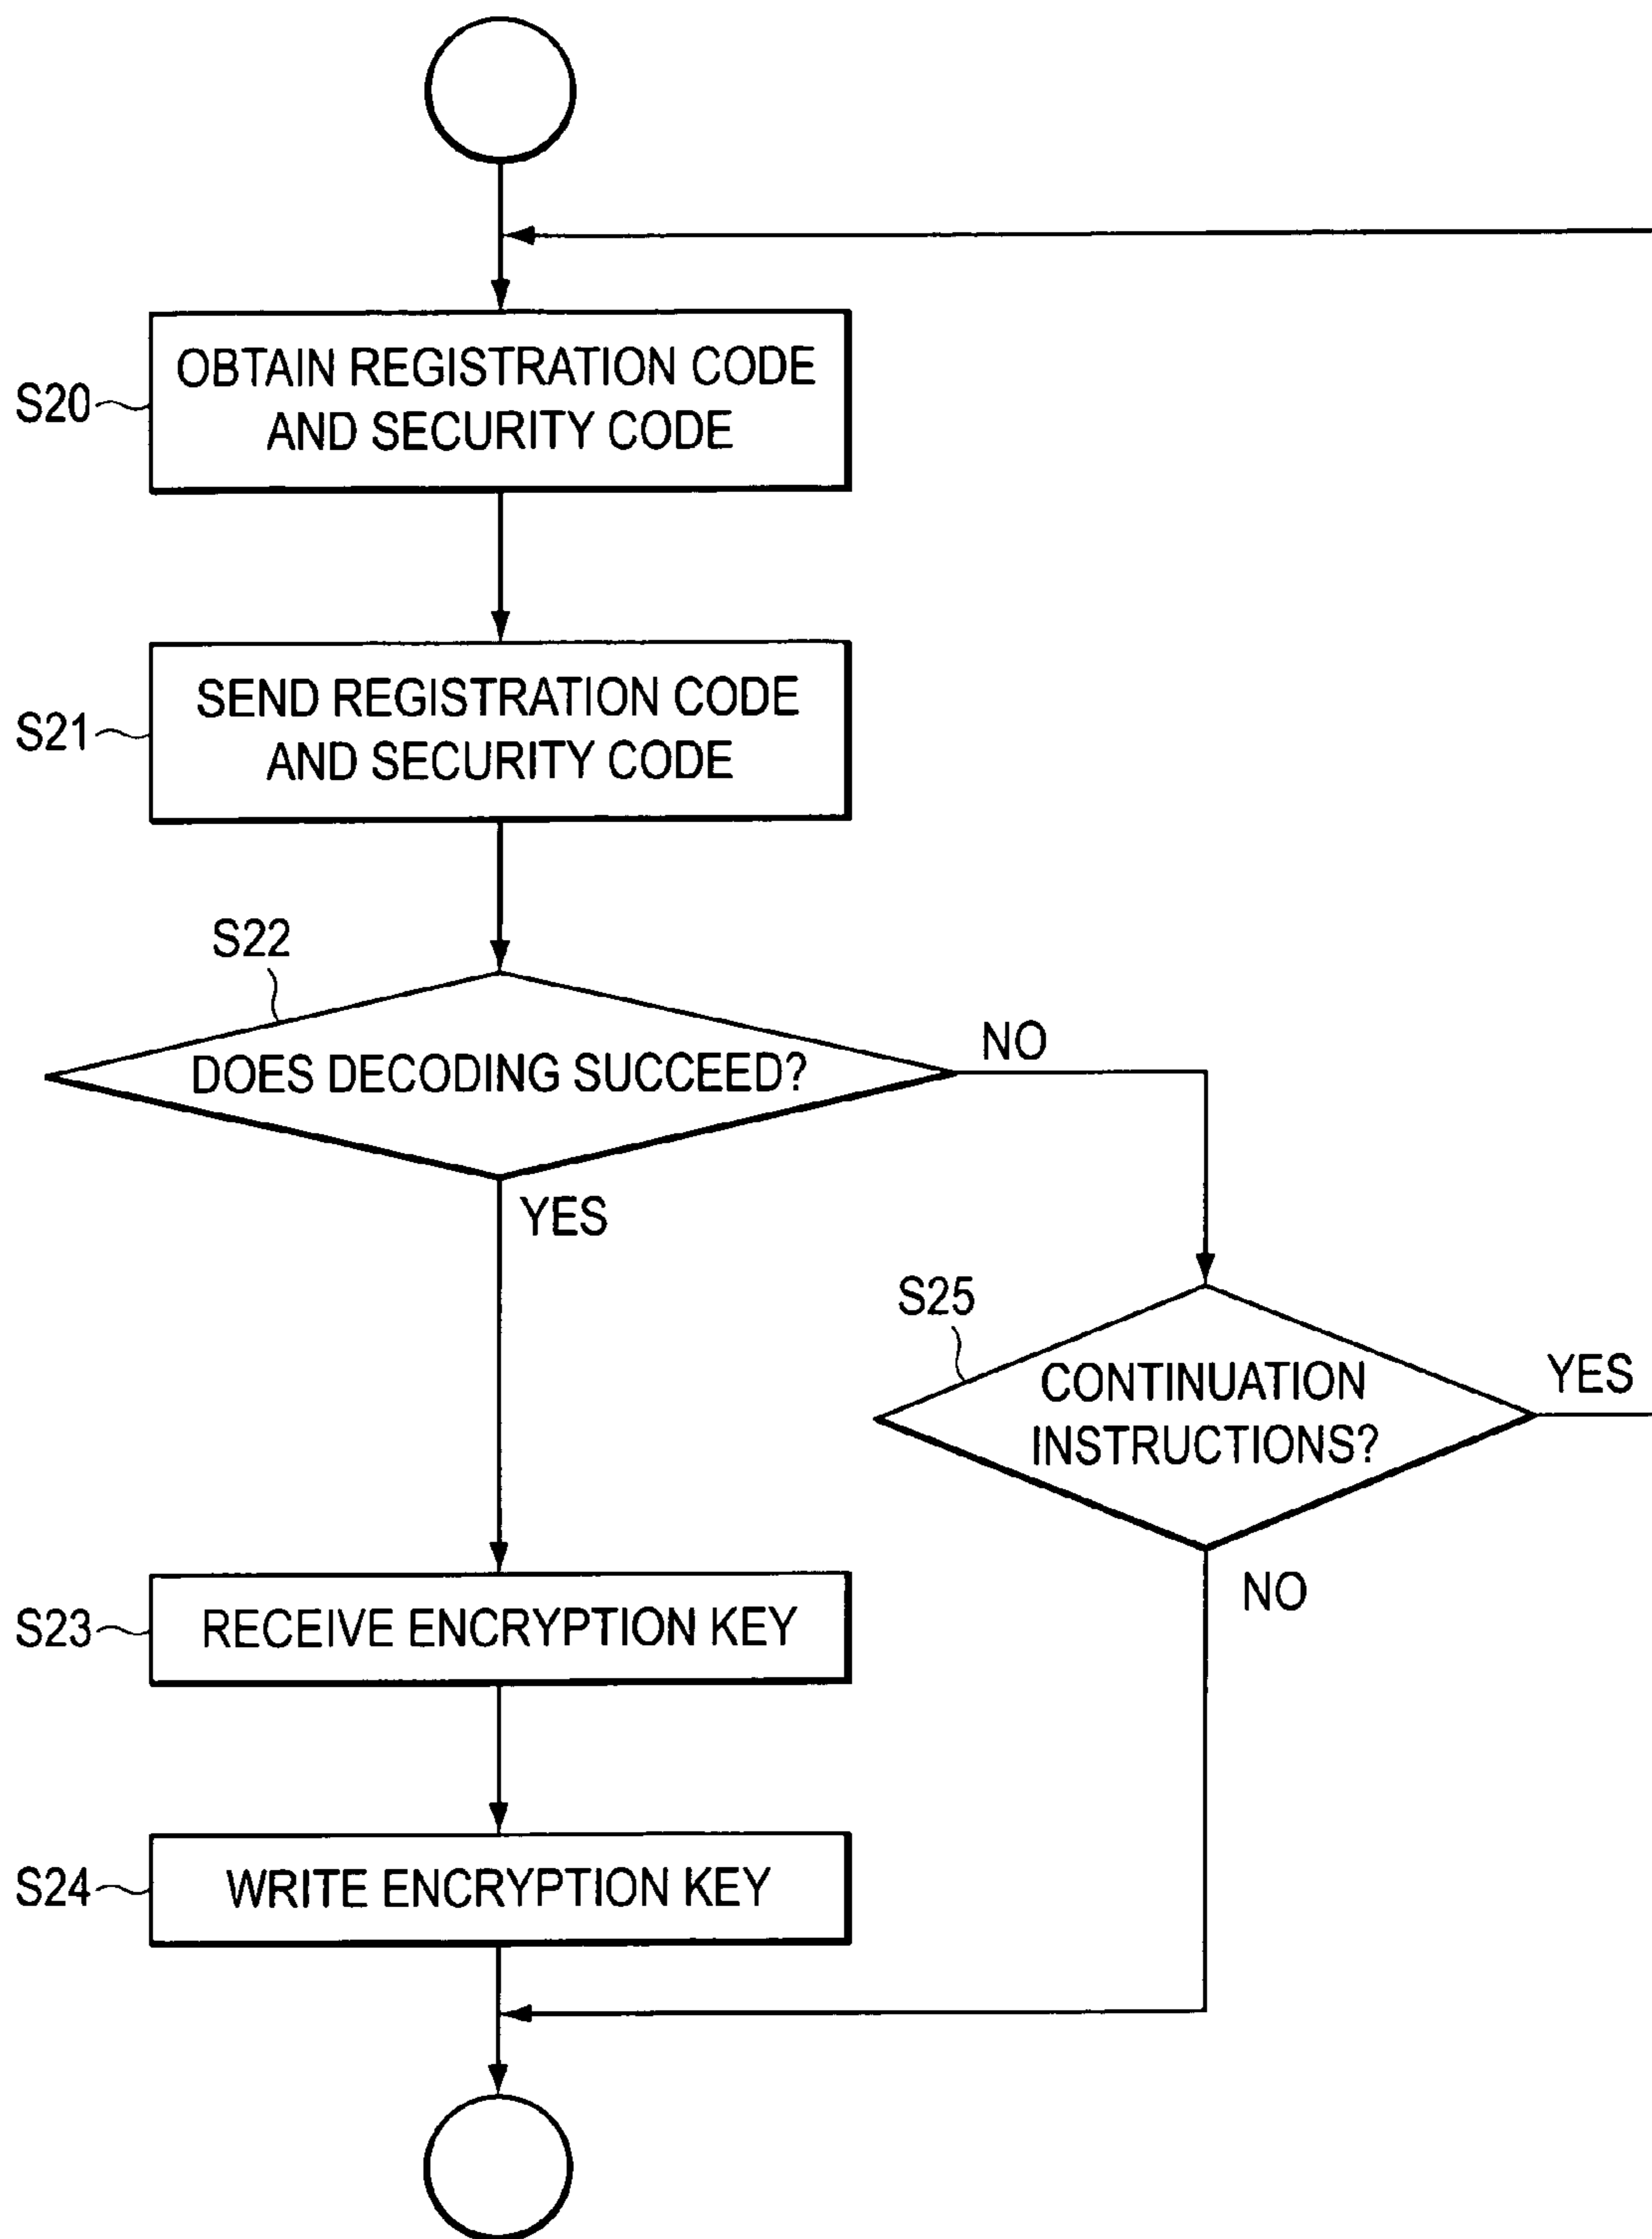 S20
OBTAIN REGISTRATION CODE
AND SECURITY CODE
S21
SEND REGISTRATION CODE
AND SECURITY CODE
S22
DOES DECODING SUCCEED?
NO
YES
S25
CONTINUATION
INSTRUCTIONS?
YES
NO
S23
RECEIVE ENCRYPTION KEY
S24
WRITE ENCRYPTION KEY